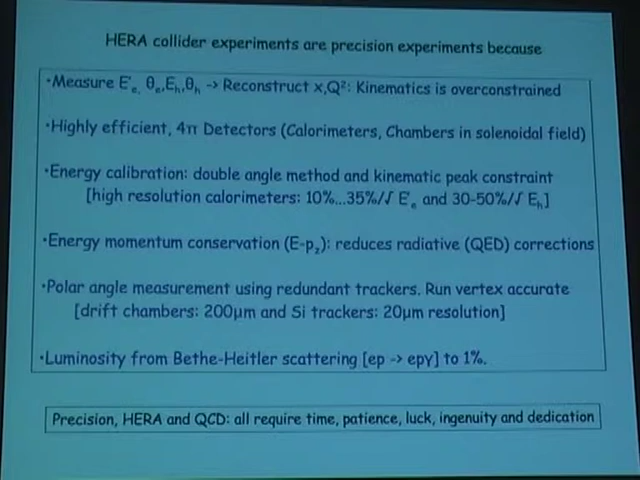 HERA collider experiments are precision experiments because
•Measure E'e, θe,Eh,θh -> Reconstruct x,Q²: Kinematics is overconstrained
•Highly efficient, 4π Detectors (Calorimeters, Chambers in solenoidal field)
•Energy calibration: double angle method and kinematic peak constraint
[high resolution calorimeters: 10%...35%/√ E'e and 30-50%/√ Eh]
•Energy momentum conservation (E-pz): reduces radiative (QED) corrections
•Polar angle measurement using redundant trackers. Run vertex accurate
[drift chambers: 200μm and Si trackers: 20μm resolution]
•Luminosity from Bethe-Heitler scattering [ep -> epγ] to 1%.
Precision, HERA and QCD: all require time, patience, luck, ingenuity and dedication